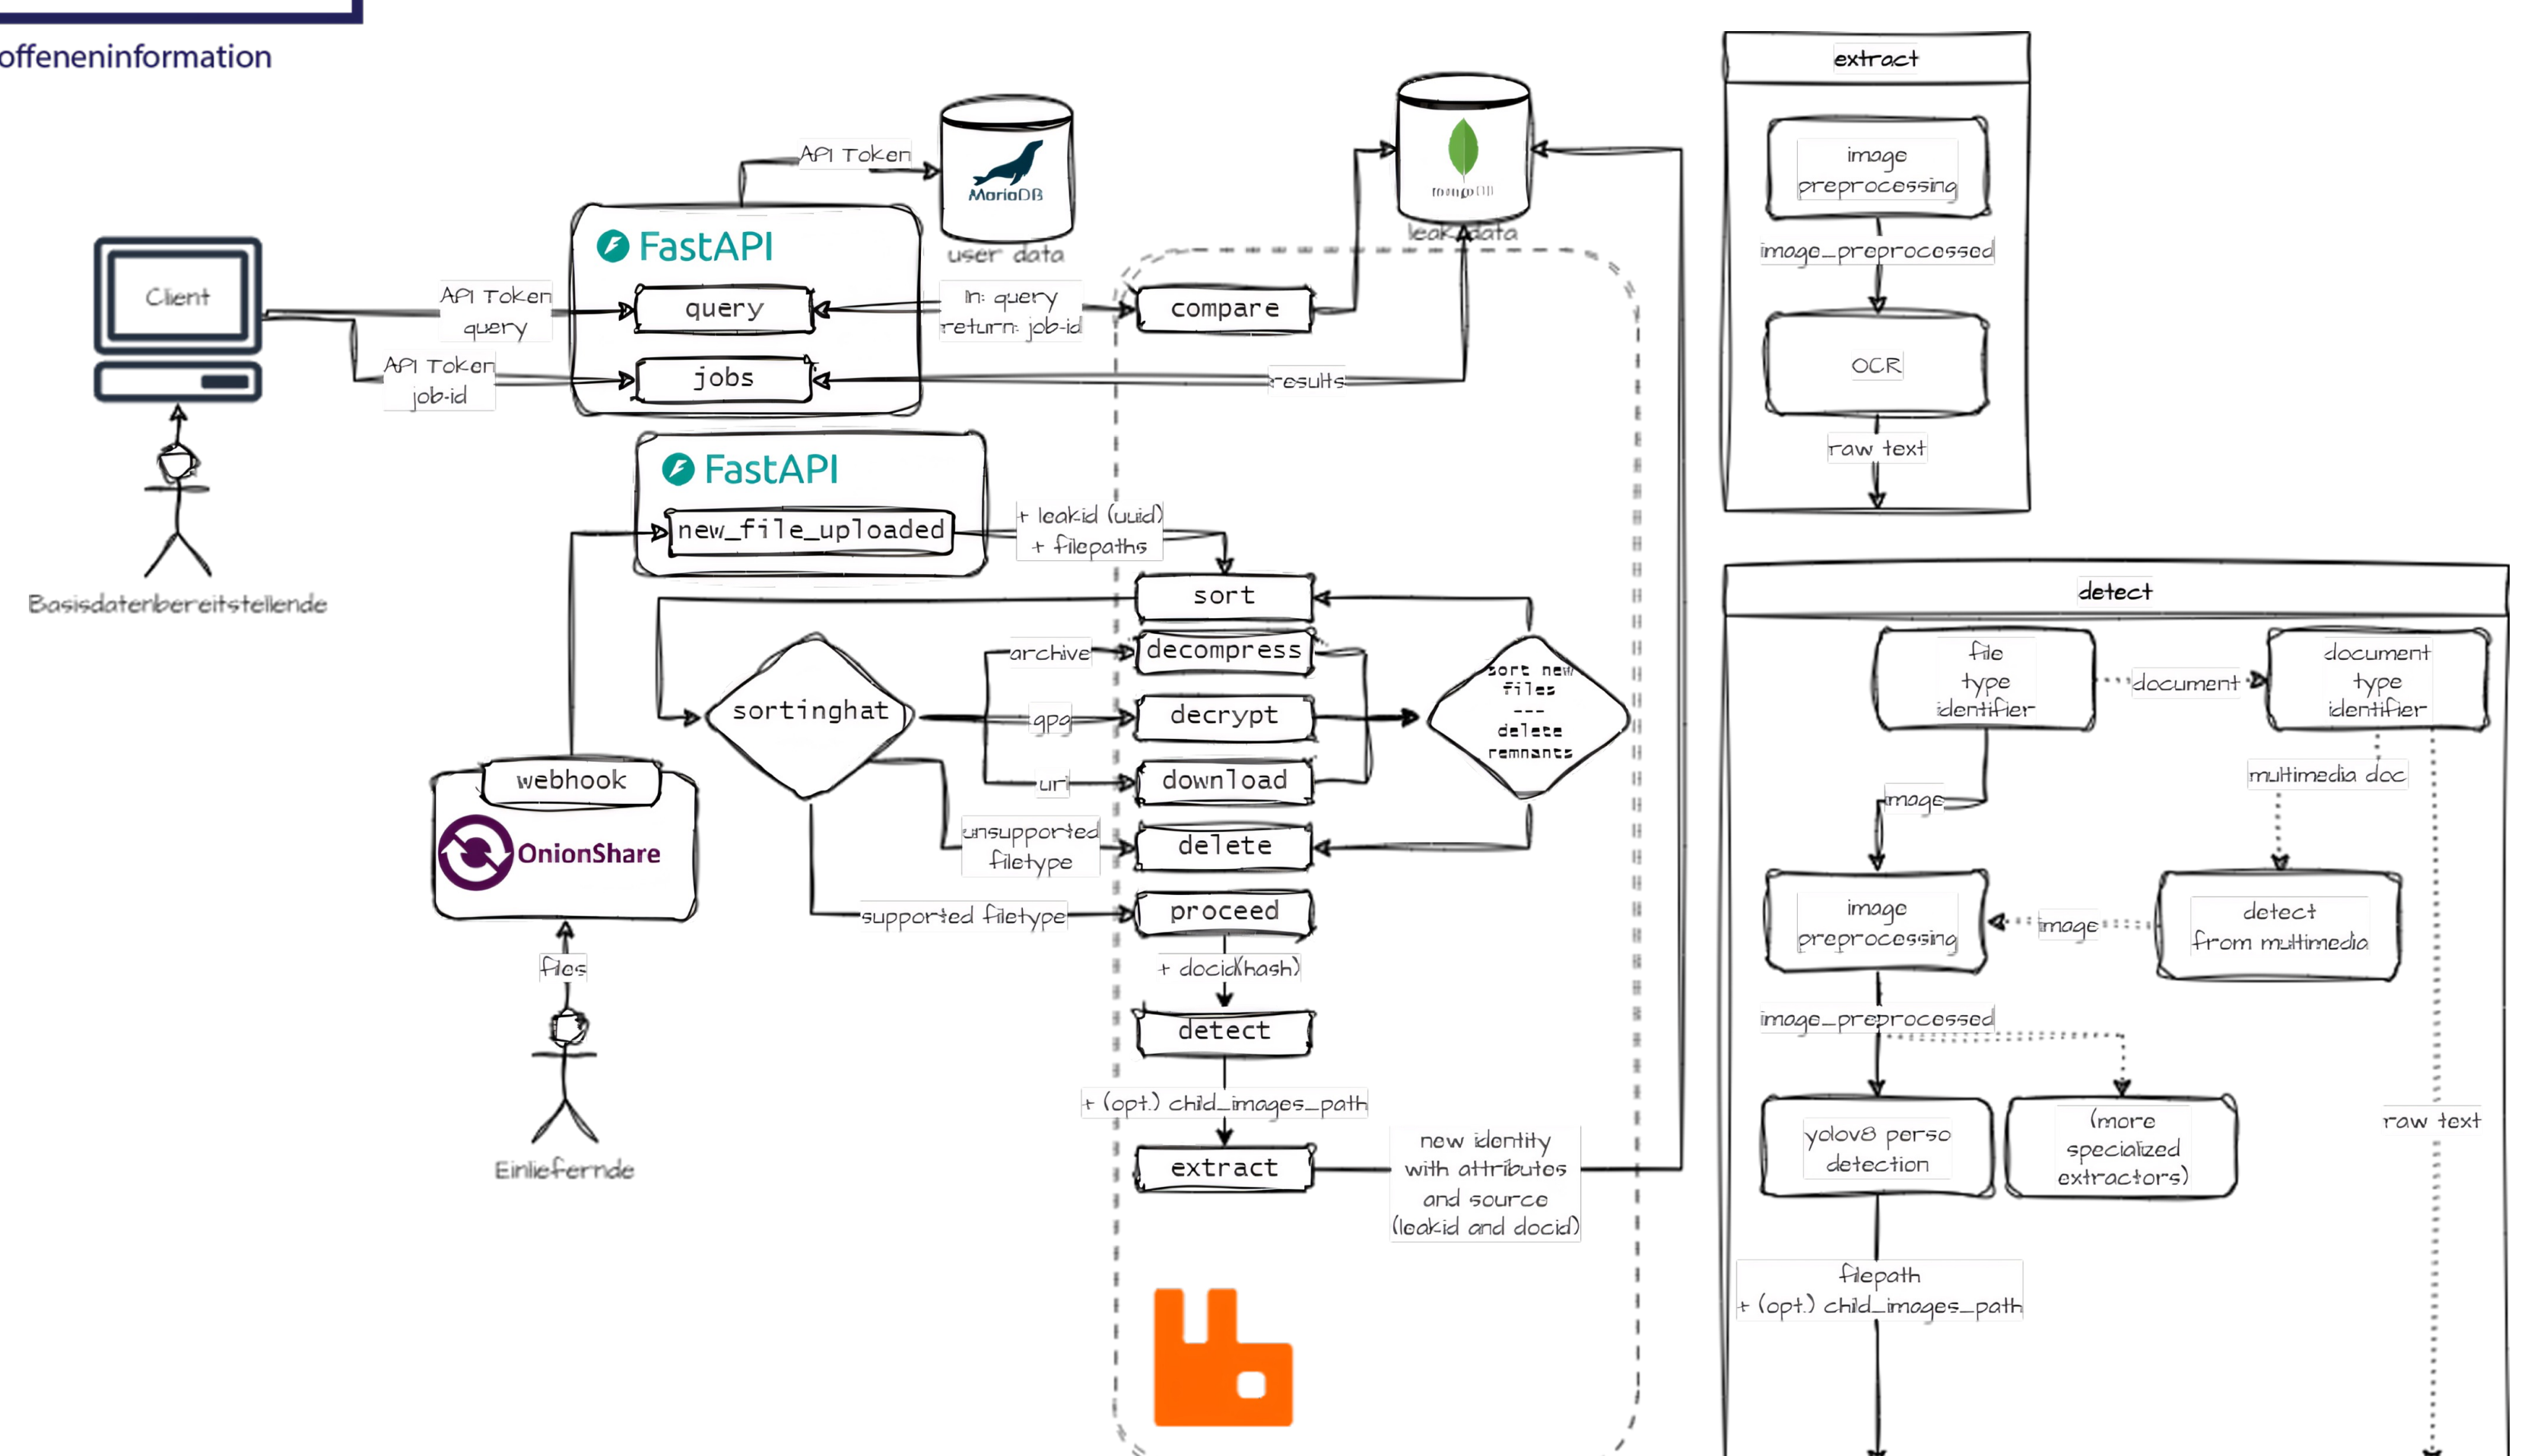 offeneninformation
Client
Basisdatenbereitstellende
API Token
query
API Token
job-id
FastAPI
query
jobs
API Token
MariaDB
user data
In: query
return: job-id
compare
results
mongoDB
leak data
FastAPI
new_file_uploaded
+ leakid (uuid)
+ filepaths
sort
sortinghat
archive
gpg
url
unsupported
filetype
supported filetype
decompress
decrypt
download
delete
proceed
sort new
files
---
delete
remnants
webhook
OnionShare
files
Einliefernde
+ docid(hash)
detect
+ (opt.) child_images_path
extract
new identity
with attributes
and source
(leakid and docid)
extract
image
preprocessing
image_preprocessed
OCR
raw text
detect
file
type
identifier
document
document
type
identifier
image
multimedia doc
image
preprocessing
image
detect
from multimedia
image_preprocessed
yolov8 perso
detection
(more
specialized
extractors)
raw text
filepath
+ (opt.) child_images_path